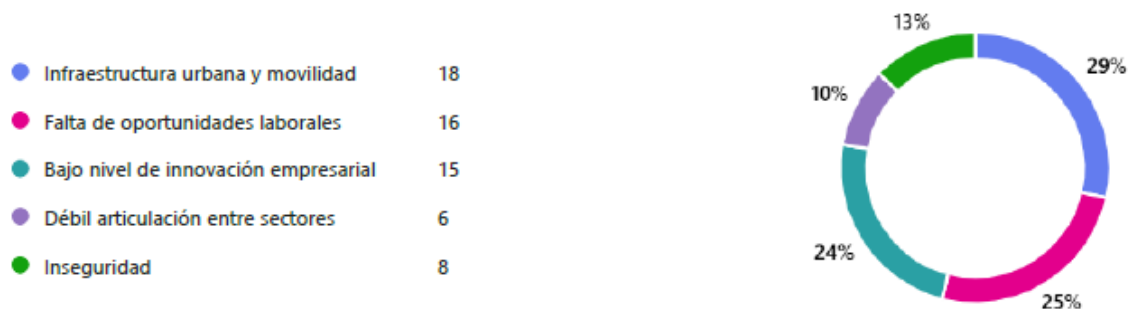 Infraestructura urbana y movilidad 18
Falta de oportunidades laborales 16
Bajo nivel de innovación empresarial 15
Débil articulación entre sectores 6
Inseguridad 8
13%
29%
10%
24%
25%